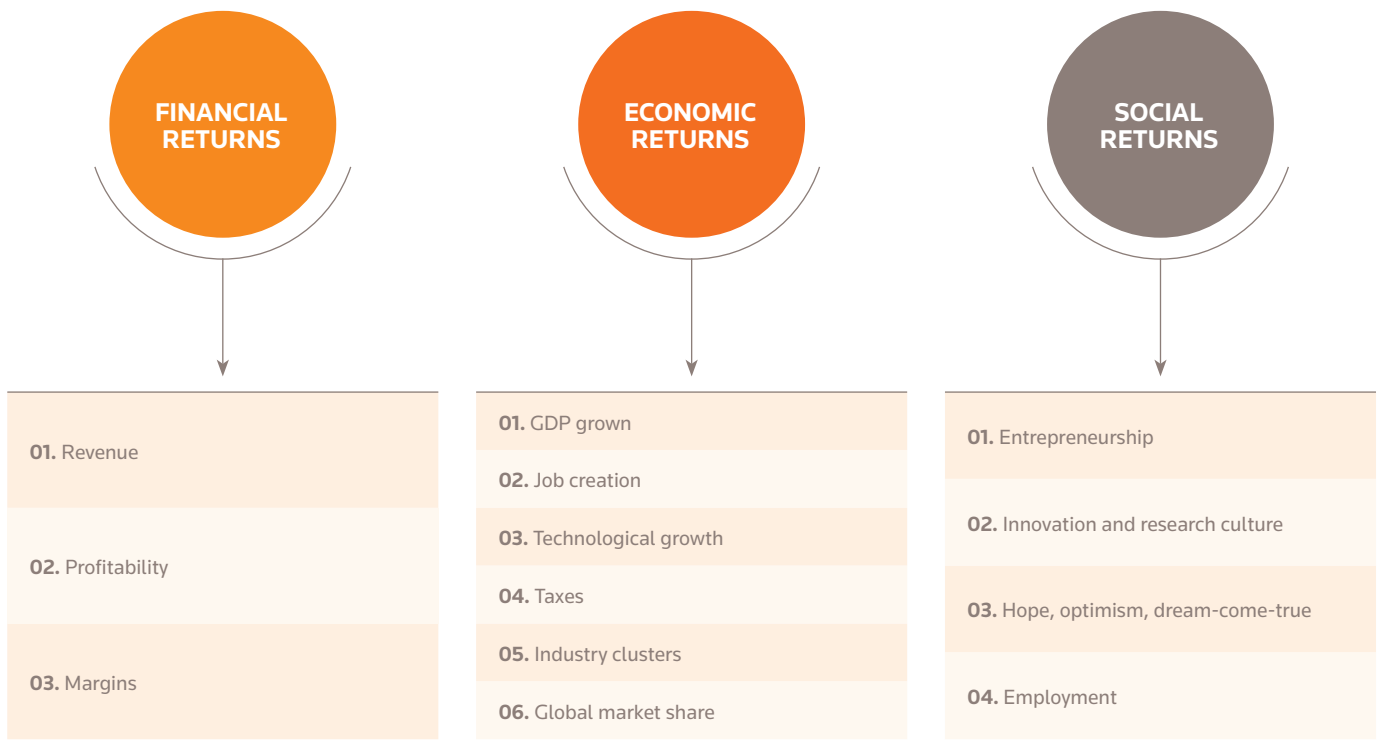 FINANCIAL
RETURNS
01. Revenue
02. Profitability
03. Margins
ECONOMIC
RETURNS
01. GDP grown
02. Job creation
03. Technological growth
04. Taxes
05. Industry clusters
06. Global market share
SOCIAL
RETURNS
01. Entrepreneurship
02. Innovation and research culture
03. Hope, optimism, dream-come-true
04. Employment